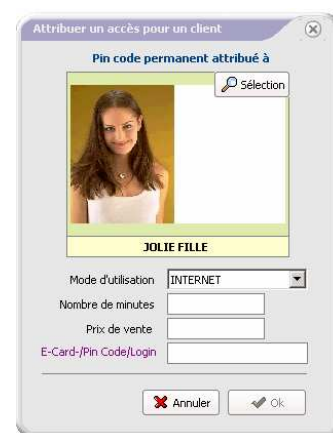 Attribuer un accès pour un client
Pin code permanent attribué à
Sélection
JOLIE FILLE
Mode d'utilisation INTERNET
Nombre de minutes
Prix de vente
E-Card-/Pin Code/Login
Annuler Ok